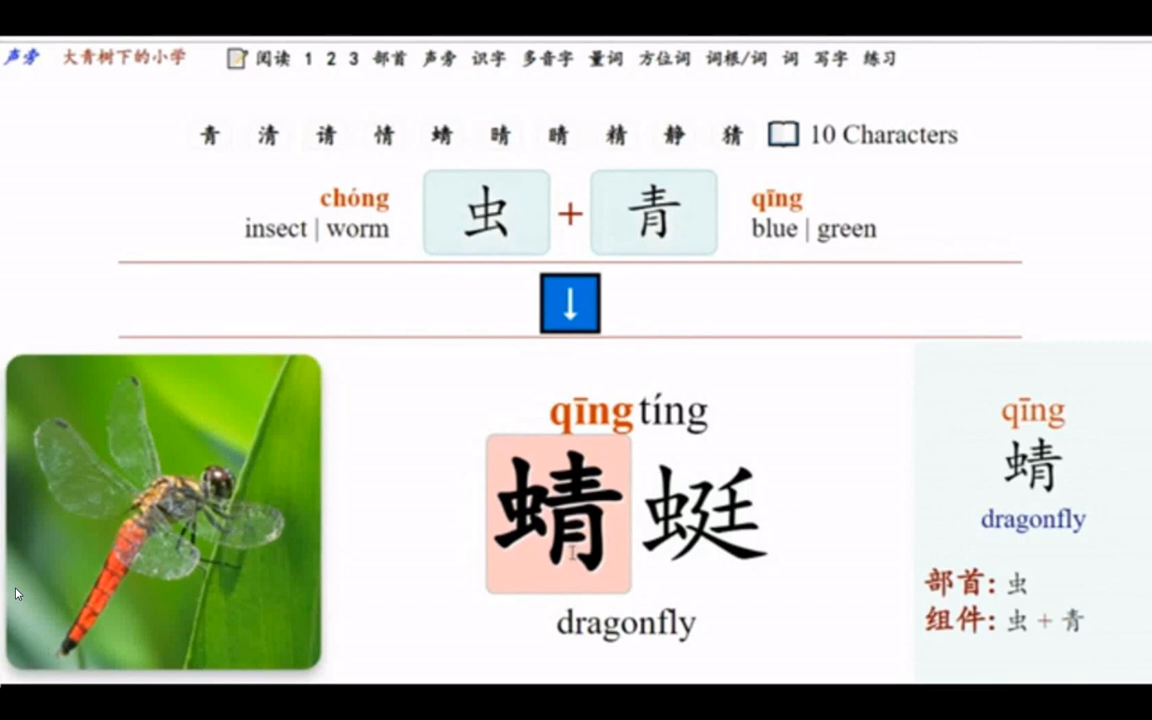 声旁 大青树下的小学 阅读 1 2 3 部首 声旁 识字 多音字 量词 方位词 词根/词 词 写字 练习
青 清 请 情 蜻 晴 睛 精 静 猜 10 Characters
chóng
insect | worm
虫 + 青
qīng
blue | green
↓
qīng tíng
蜻 蜓
dragonfly
qīng
蜻
dragonfly
部首: 虫
组件: 虫 + 青